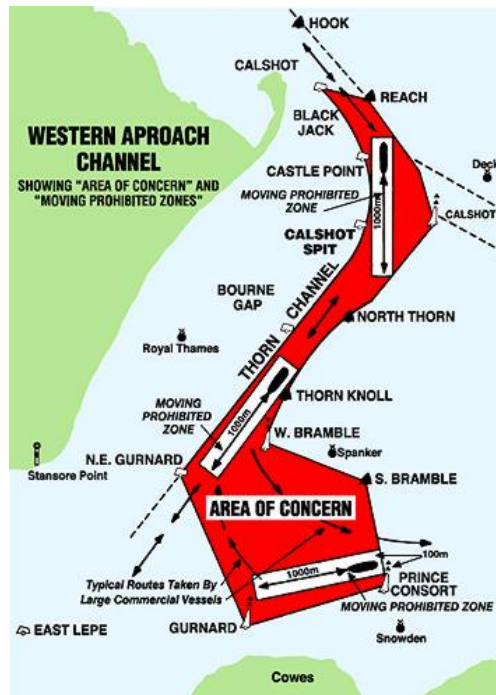 HOOK
CALSHOT
REACH
BLACK
JACK
WESTERN APROACH
CHANNEL
SHOWING "AREA OF CONCERN" AND
"MOVING PROHIBITED ZONES"
CASTLE POINT
Deck
MOVING PROHIBITED
ZONE
1000m
CALSHOT
CALSHOT
SPIT
BOURNE
GAP
THORN CHANNEL
NORTH THORN
Royal Thames
THORN KNOLL
MOVING
PROHIBITED
ZONE
1000m
W. BRAMBLE
Spanker
N.E. GURNARD
Stansore Point
S. BRAMBLE
AREA OF CONCERN
100m
1000m
Typical Routes Taken By
Large Commercial Vessels
PRINCE
CONSORT
MOVING PROHIBITED ZONE
EAST LEPE
GURNARD
Snowden
Cowes